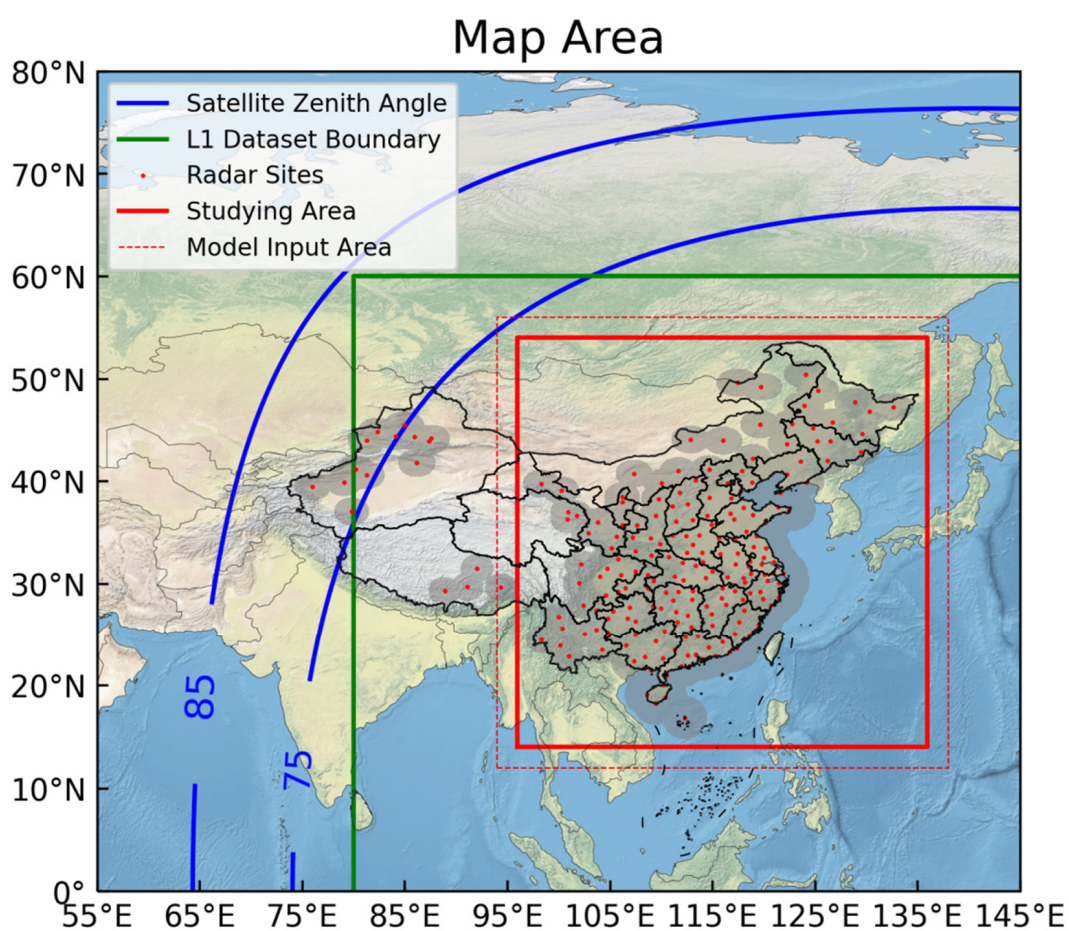 Map Area
80°N
70°N
60°N
50°N
40°N
30°N
20°N
10°N
0°
Satellite Zenith Angle
L1 Dataset Boundary
Radar Sites
Studying Area
Model Input Area
85
75
55°E 65°E 75°E 85°E 95°E 105°E 115°E 125°E 135°E 145°E